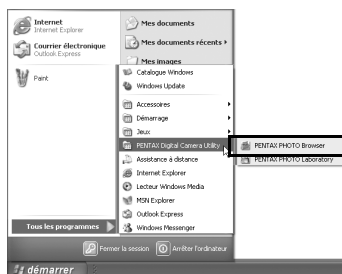 Internet
Internet Explorer
Courrier électronique
Outlook Express
Paint
Mes documents
Mes documents récents
Mes images
Catalogue Windows
Windows Update
Accessoires
Démarrage
Jeux
PENTAX Digital Camera Utility
Assistance à distance
Internet Explorer
Lecteur Windows Media
MSN Explorer
Outlook Express
Windows Messenger
PENTAX PHOTO Browser
PENTAX PHOTO Laboratory
Tous les programmes
Fermer la session
Arrêter l'ordinateur
démarrer